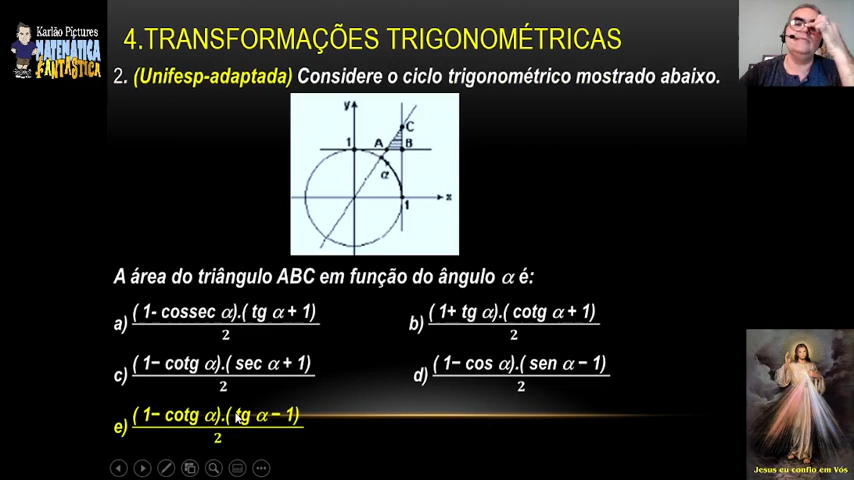 Karlão Pictures
MATEMÁTICA
FANTÁSTICA
4.TRANSFORMAÇÕES TRIGONOMÉTRICAS
2. (Unifesp-adaptada) Considere o ciclo trigonométrico mostrado abaixo.
y
C
1 A B
α
x
1
A área do triângulo ABC em função do ângulo α é:
a) ( 1- cossec α).( tg α + 1)
2
b) ( 1+ tg α).( cotg α + 1)
2
c) ( 1− cotg α).( sec α + 1)
2
d) ( 1− cos α).( sen α − 1)
2
e) ( 1− cotg α).( tg α − 1)
2
Jesus eu confio em Vós